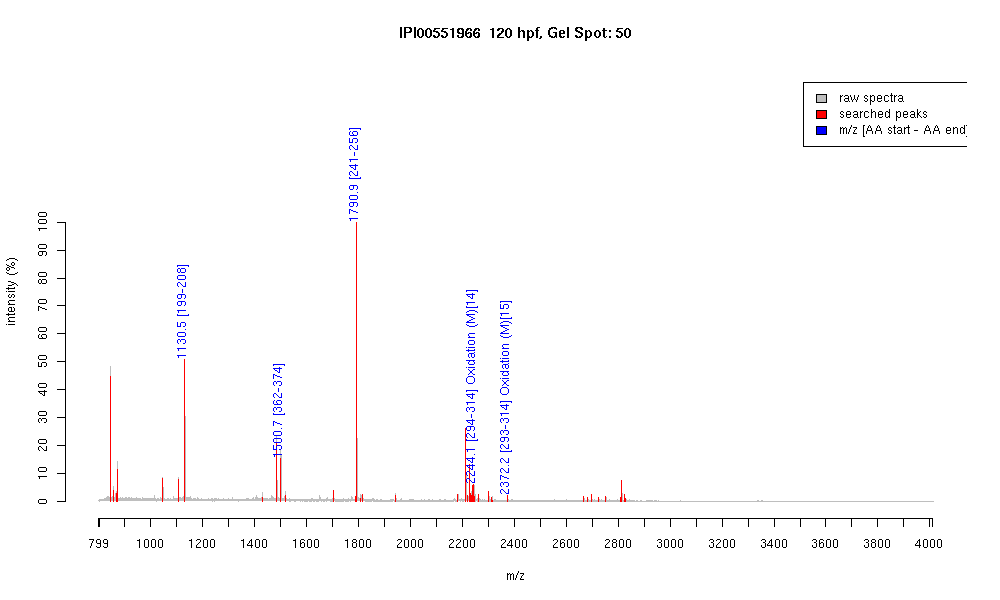 IPI00551966 120 hpf, Gel Spot: 50
raw spectra
searched peaks
m/z [AA start - AA end]
1790.9 [241-256]
1130.5 [199-208]
1500.7 [362-374]
2244.1 [294-314] Oxidation (M)[14]
2372.2 [293-314] Oxidation (M)[15]
intensity (%)
100
90
80
70
60
50
40
30
20
10
0
799 1000 1200 1400 1600 1800 2000 2200 2400 2600 2800 3000 3200 3400 3600 3800 4000
m/z